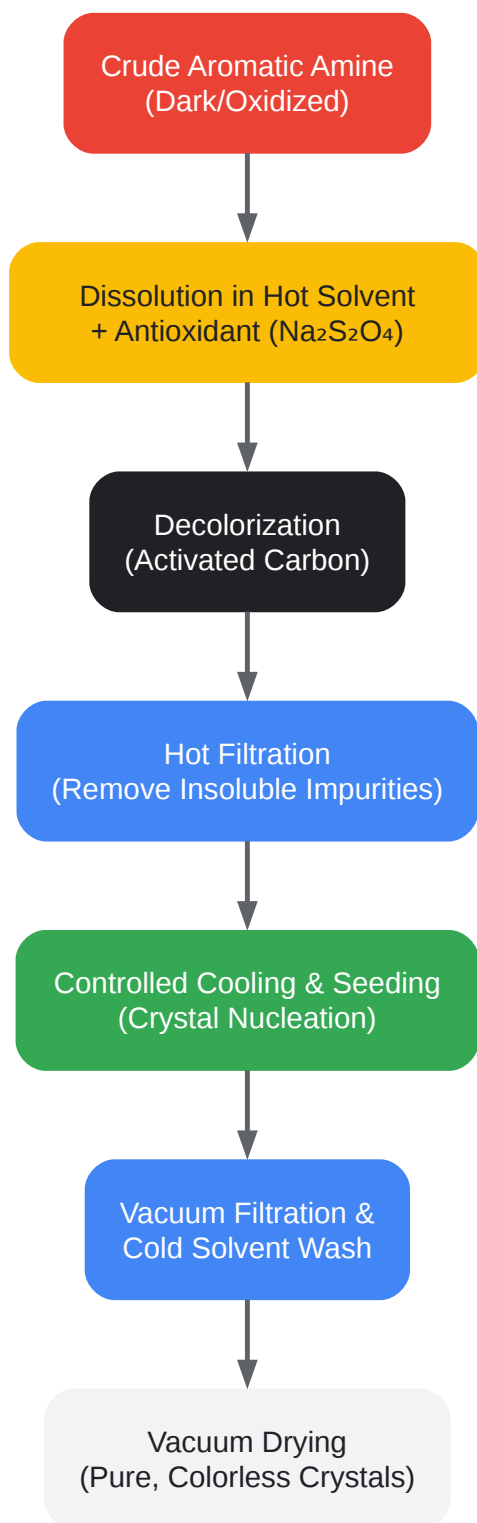 Crude Aromatic Amine
(Dark/Oxidized)
Dissolution in Hot Solvent
+ Antioxidant (Na₂S₂O₄)
Decolorization
(Activated Carbon)
Hot Filtration
(Remove Insoluble Impurities)
Controlled Cooling & Seeding
(Crystal Nucleation)
Vacuum Filtration &
Cold Solvent Wash
Vacuum Drying
(Pure, Colorless Crystals)